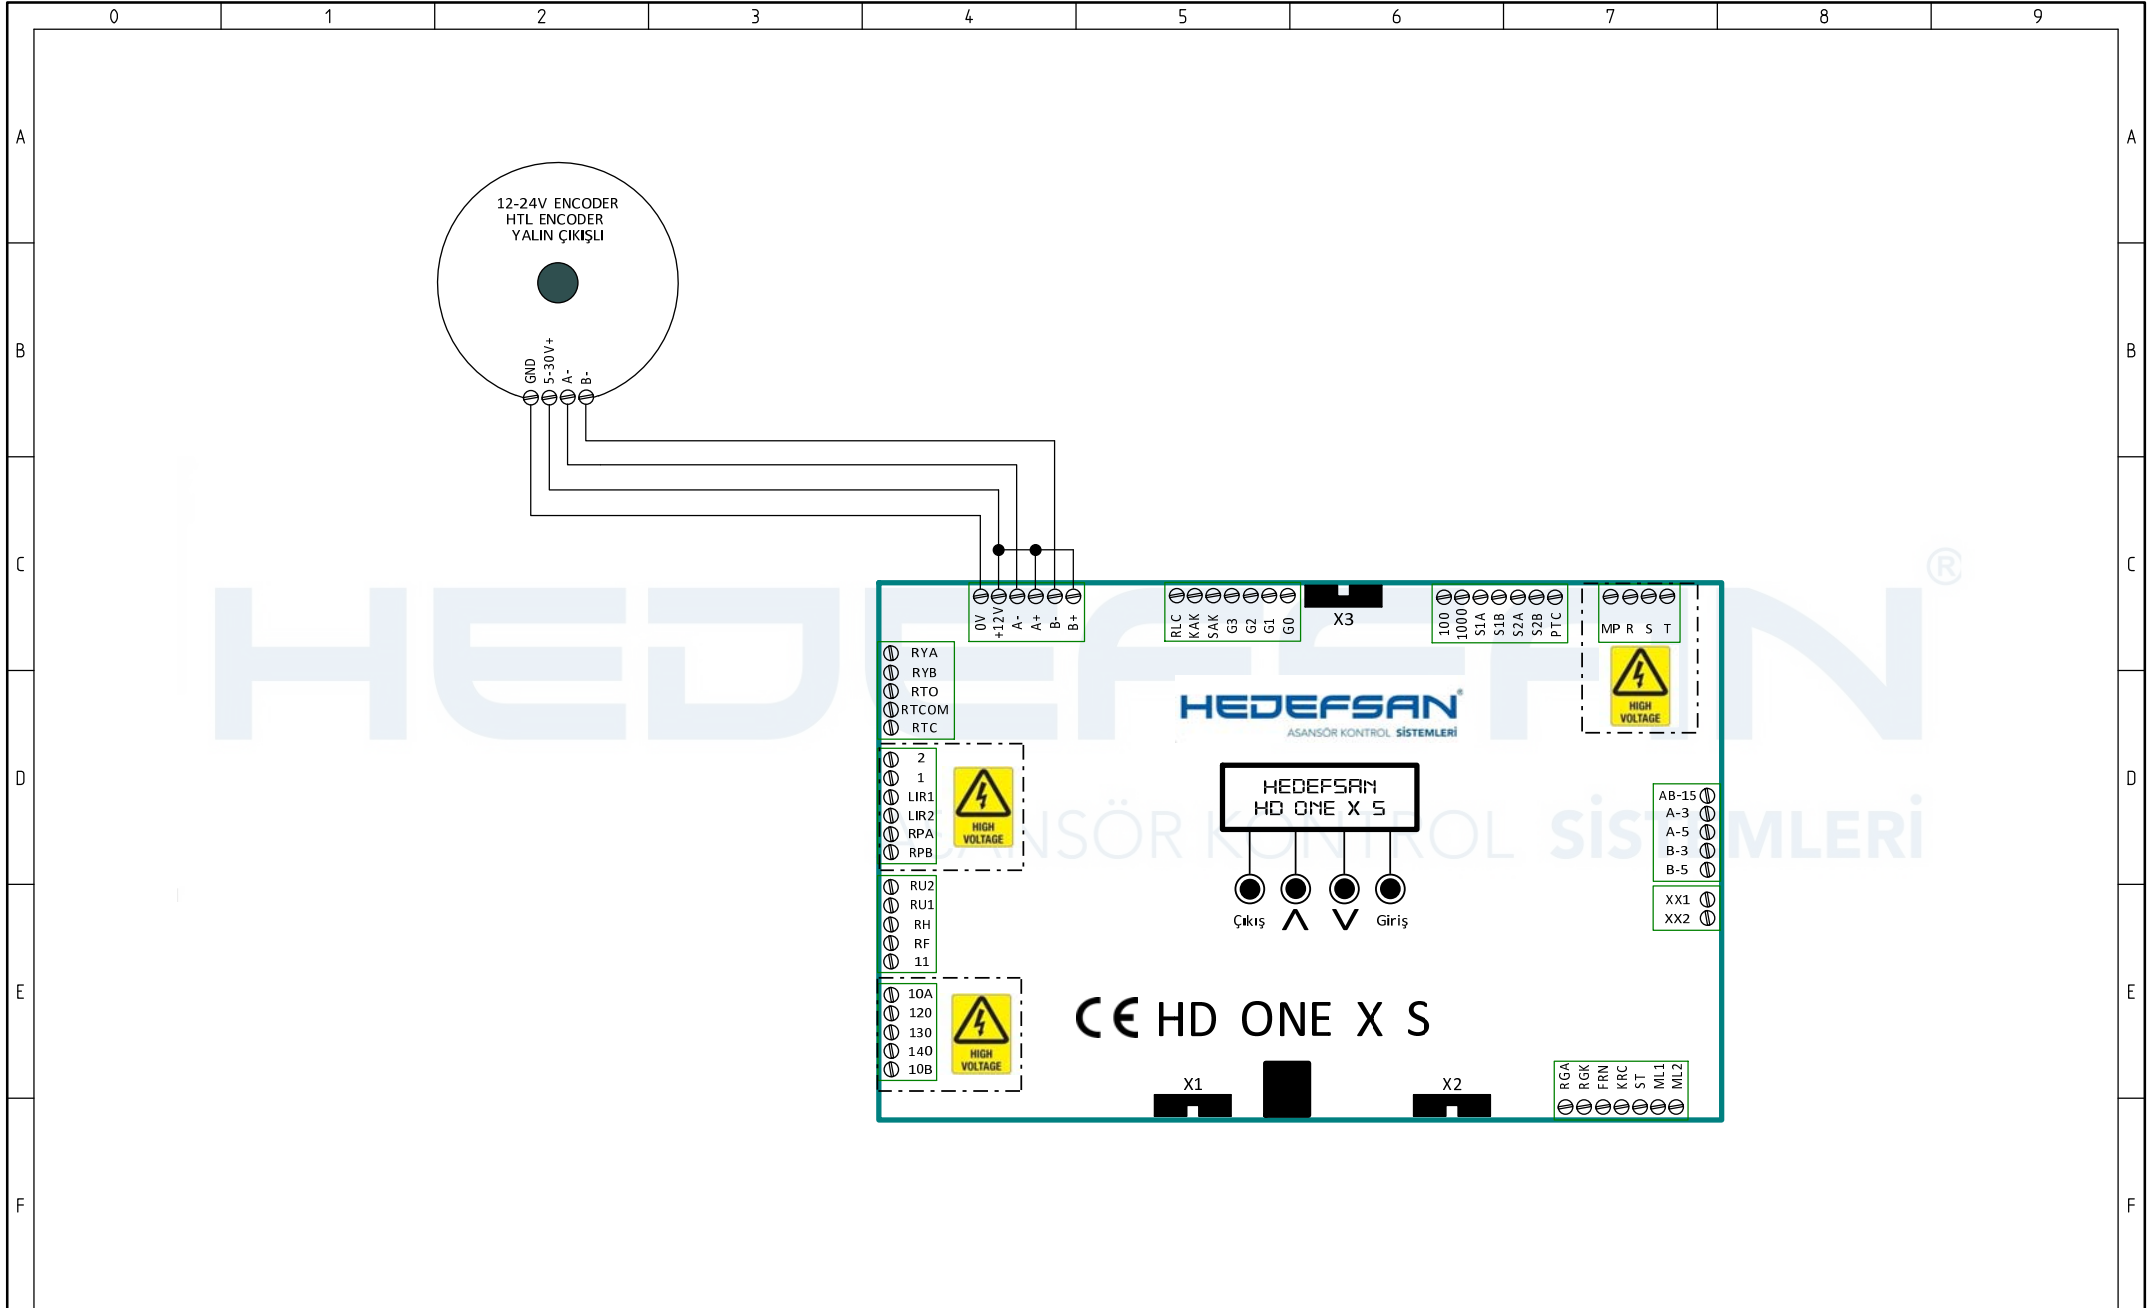 0 1 2 3 4 5 6 7 8 9
A A
B B
C C
D D
E E
F F
12-24V ENCODER
HTL ENCODER
YALIN ÇIKIŞLI
GND
5-30V+
A-
B-
HEDEFSAN®
ASANSÖR KONTROL SİSTEMLERİ
0V
+12V
A-
A+
B-
B+
RLC
KAK
SAK
G3
G2
G1
G0
X3
100
1000
S1A
S1B
S2A
S2B
PTC
MP R S T
HIGH
VOLTAGE
RYA
RYB
RTO
RTCOM
RTC
HEDEFSAN®
ASANSÖR KONTROL SİSTEMLERİ
2
1
LIR1
LIR2
RPA
RPB
HIGH
VOLTAGE
HEDEFSAN
HD ONE X S
Çıkış Λ V Giriş
AB-15
A-3
A-5
B-3
B-5
XX1
XX2
RU2
RU1
RH
RF
11
10A
120
130
140
10B
HIGH
VOLTAGE
CE HD ONE X S
X1
X2
RGA
RGK
FRN
KRC
ST
ML1
ML2